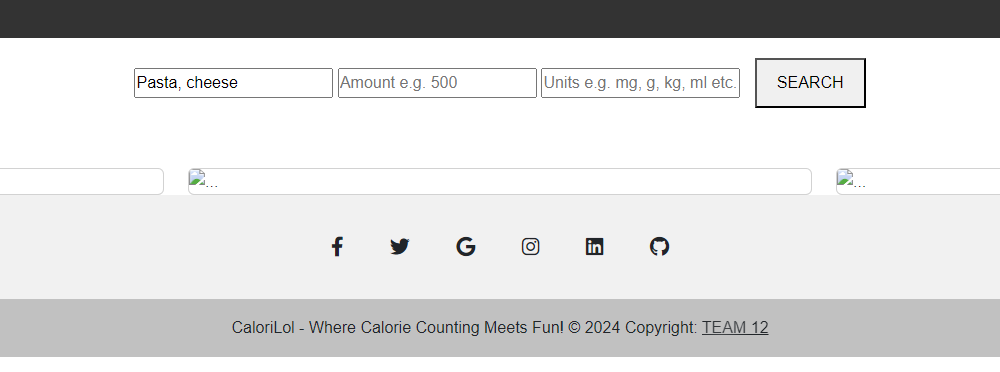 Pasta, cheese Amount e.g. 500 Units e.g. mg, g, kg, ml etc. SEARCH
... ...
CaloriLol - Where Calorie Counting Meets Fun! © 2024 Copyright: TEAM 12